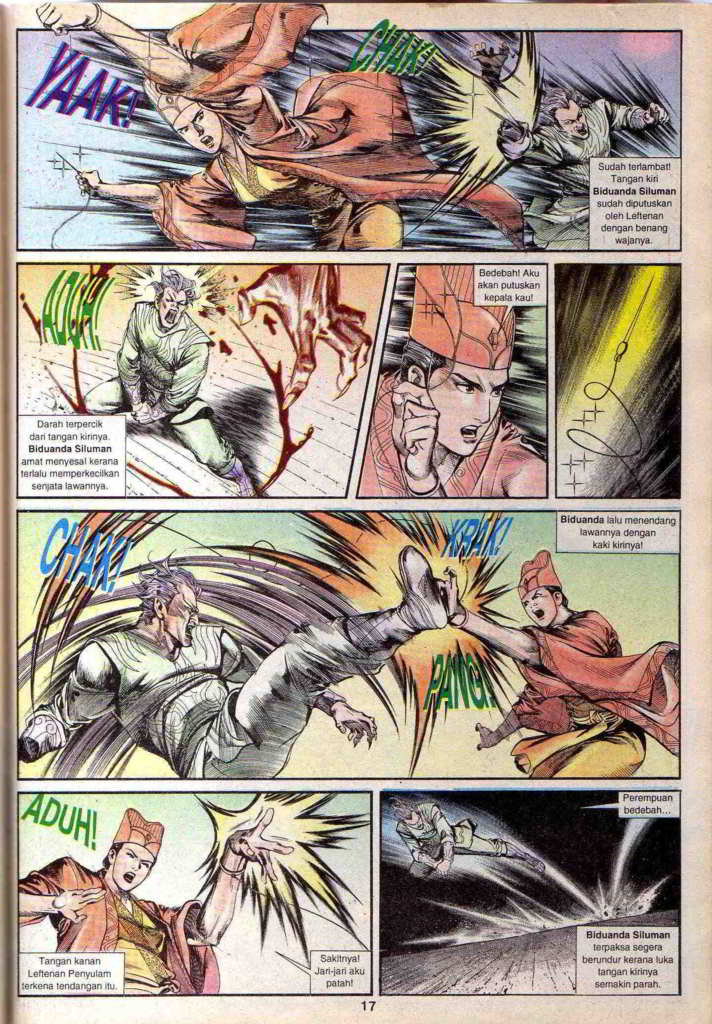 YAAK!
CHAK!
Sudah terlambat!
Tangan kiri
Biduanda Siluman
sudah diputuskan
oleh Leftenan
dengan benang
wajanya.
ADUH!
Darah terpercik
dari tangan kirinya.
Biduanda Siluman
amat menyesal kerana
terlalu memperkecilkan
senjata lawannya.
Bedebah! Aku
akan putuskan
kepala kau!
CHAK!
KRAK!
Biduanda lalu menendang
lawannya dengan
kaki kirinya!
PANG!
ADUH!
Tangan kanan
Leftenan Penyulam
terkena tendangan itu.
Sakitnya!
Jari-jari aku
patah!
Perempuan
bedebah...
Biduanda Siluman
terpaksa segera
berundur kerana luka
tangan kirinya
semakin parah.
17